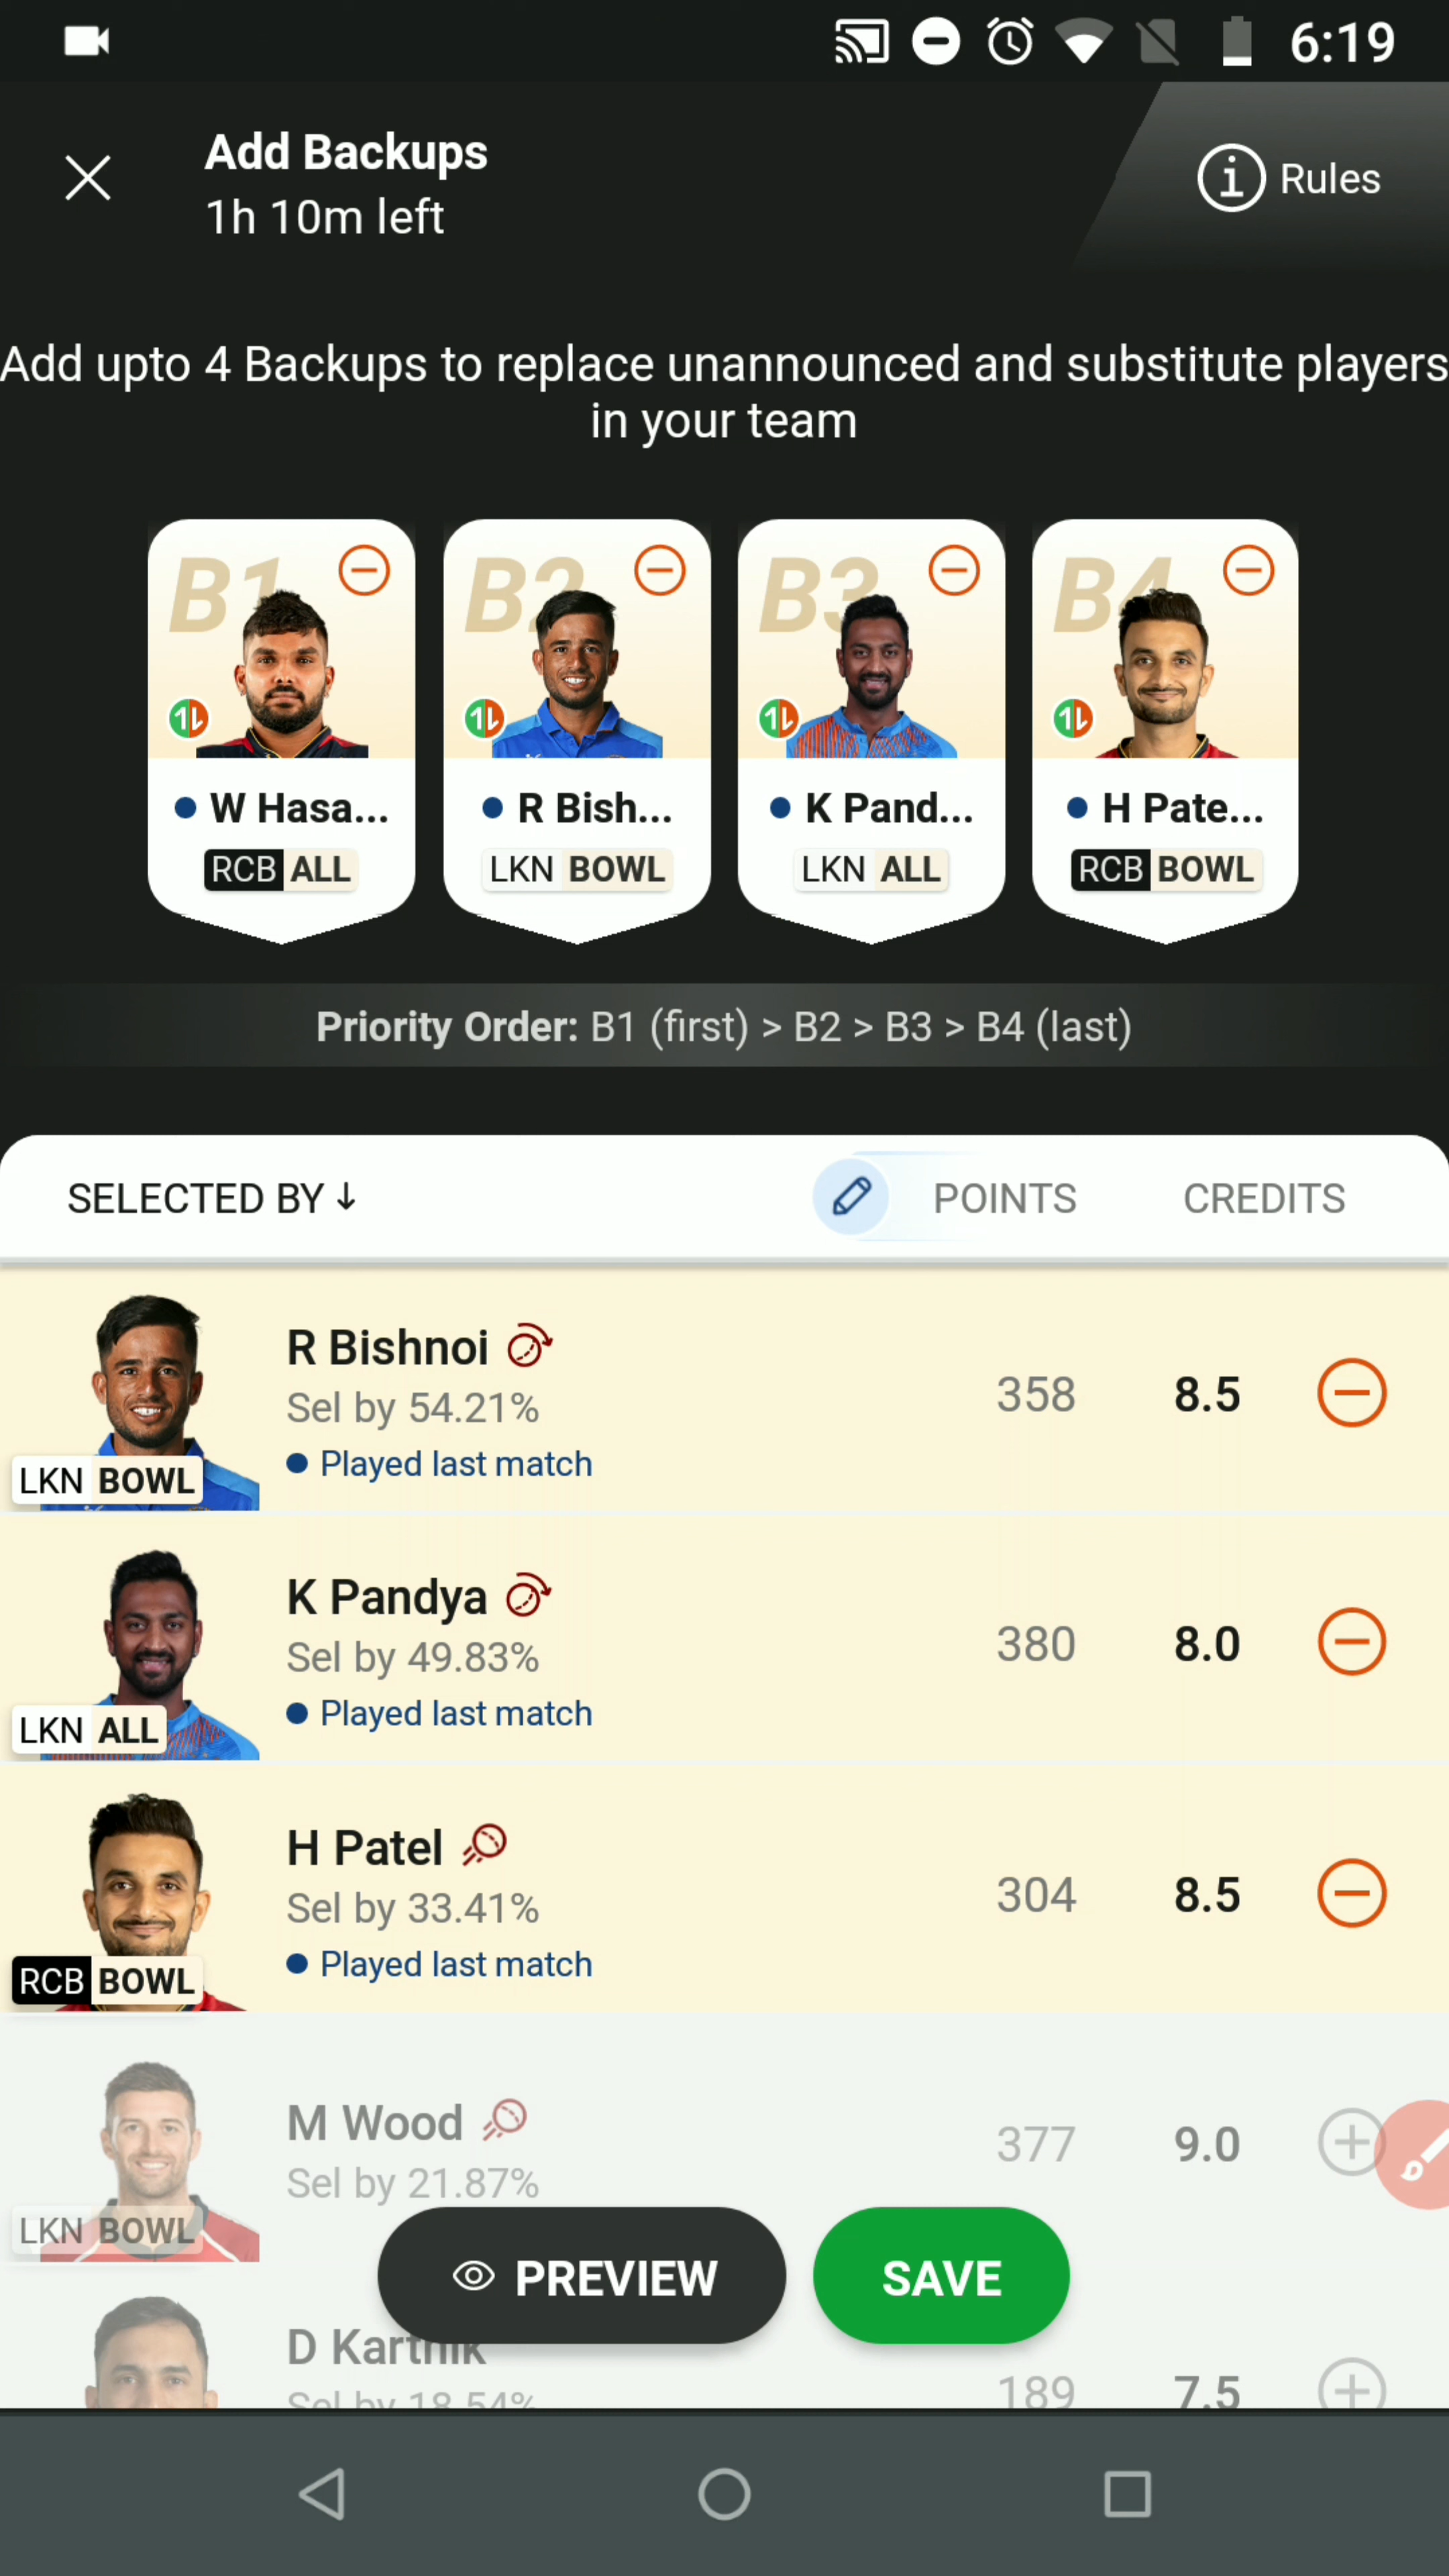 6:19
Add Backups
1h 10m left
Rules
Add upto 4 Backups to replace unannounced and substitute players
in your team
B1 B2 B3 B4
W Hasa... R Bish... K Pand... H Pate...
RCB ALL LKN BOWL LKN ALL RCB BOWL
Priority Order: B1 (first) > B2 > B3 > B4 (last)
SELECTED BY ↓ POINTS CREDITS
R Bishnoi
Sel by 54.21%
358 8.5
Played last match
LKN BOWL
K Pandya
Sel by 49.83%
380 8.0
Played last match
LKN ALL
H Patel
Sel by 33.41%
304 8.5
Played last match
RCB BOWL
M Wood
Sel by 21.87%
377 9.0
LKN BOWL
PREVIEW SAVE
D Karthik
Sel by 18.54%
189 7.5